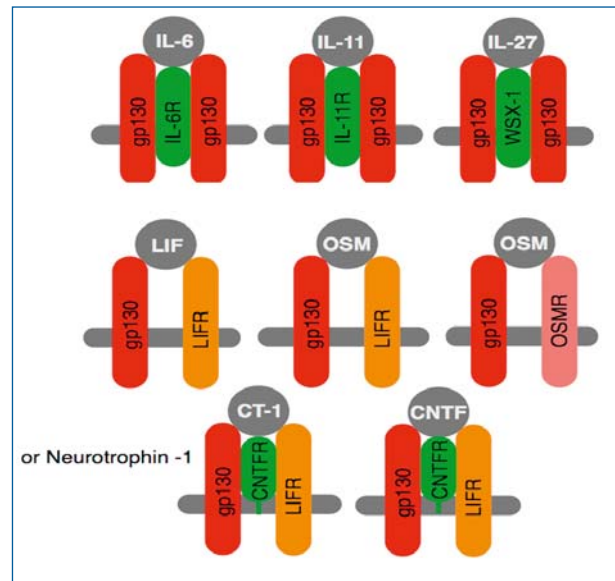 IL-6
IL-11
IL-27
gp130
IL-6R
gp130
gp130
IL-11R
gp130
gp130
WSX-1
gp130
LIF
OSM
OSM
gp130
LIFR
gp130
LIFR
gp130
OSMR
CT-1
CNTF
or Neurotrophin -1
gp130
CNTFR
LIFR
gp130
CNTFR
LIFR